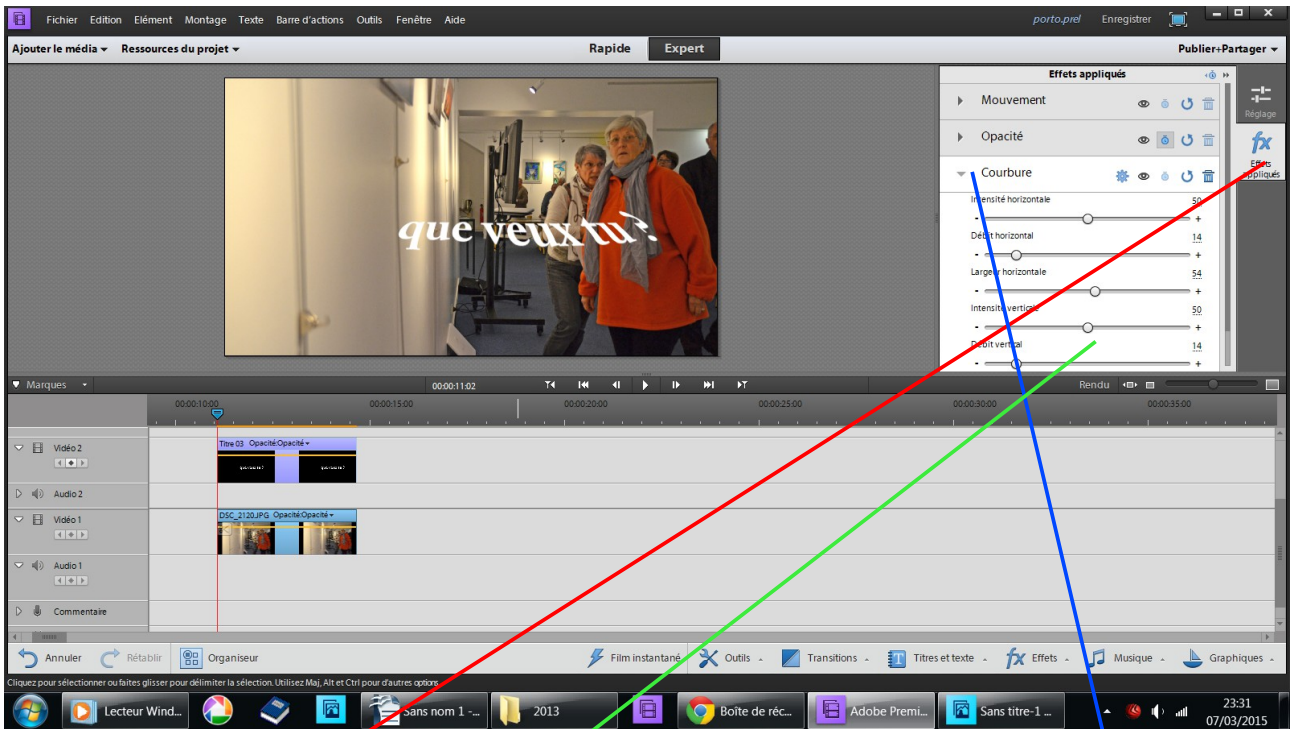 Fichier Edition Elément Montage Texte Barre d'actions Outils Fenêtre Aide porto.prel Enregistrer
Ajouter le média Ressources du projet Rapide Expert Publier+Partager
Effets appliqués
Mouvement
Réglage
Opacité
fx
Effets appliqués
Courbure
Intensité horizontale 50
- +
Débit horizontal 14
- +
Largeur horizontale 54
- +
Intensité verticale 50
- +
Débit vertical 14
- +
que veux tu?
Marques 00:00:11:02 Rendu
00:00:10:00 00:00:15:00 00:00:20:00 00:00:25:00 00:00:30:00 00:00:35:00
Titre 03 Opacité:Opacité
Vidéo 2
Audio 2
DSC_2120.JPG Opacité:Opacité
Vidéo 1
Audio 1
Commentaire
Annuler Rétablir Organiseur Film instantané Outils Transitions T Titres et texte fx Effets Musique Graphiques
Cliquez pour sélectionner ou faites glisser pour délimiter la sélection. Utilisez Maj, Alt et Ctrl pour d'autres options.
Lecteur Wind... Sans nom 1 -... 2013 Boîte de réc... Adobe Premi... Sans titre-1 ... 23:31
07/03/2015